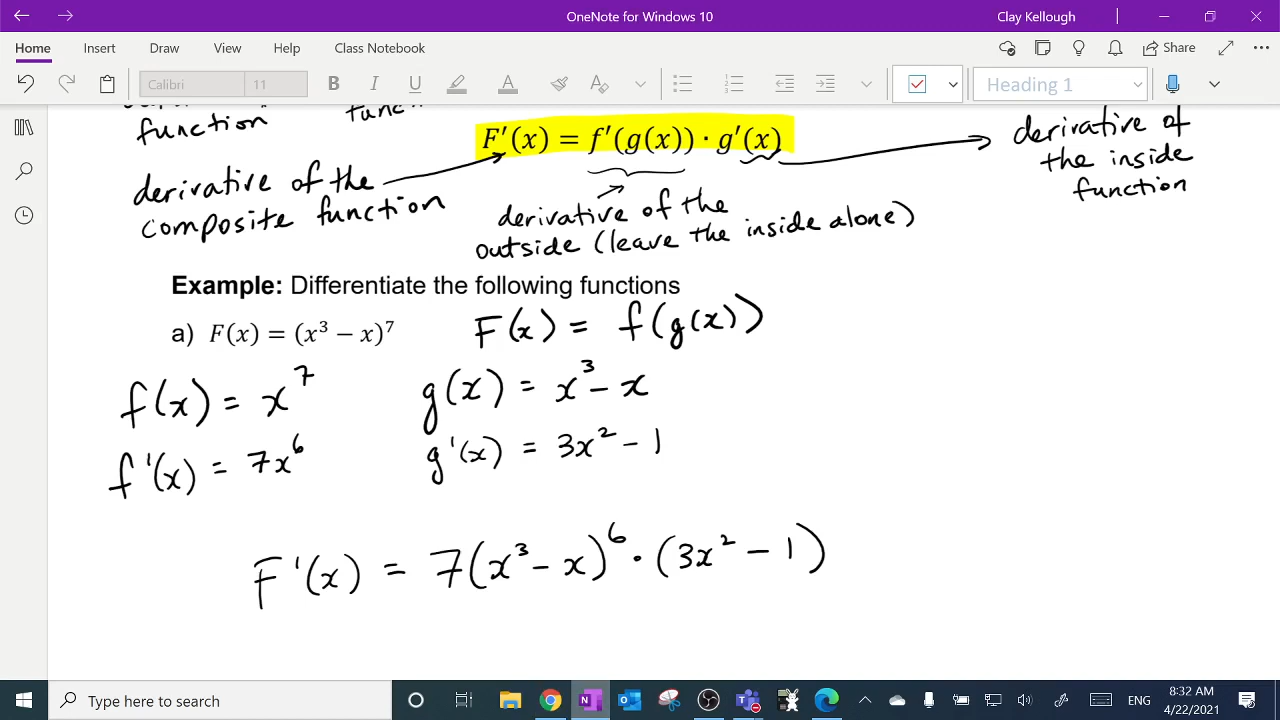 OneNote for Windows 10
Clay Kellough
Home Insert Draw View Help Class Notebook
Share
Calibri 11 B I U A Heading 1
function
F'(x) = f'(g(x)) · g'(x)
derivative of the composite function
derivative of the outside (leave the inside alone)
derivative of the inside function
Example: Differentiate the following functions
a) F(x) = (x³ − x)⁷
F(x) = f(g(x))
f(x) = x⁷
g(x) = x³ − x
f'(x) = 7x⁶
g'(x) = 3x² − 1
F'(x) = 7(x³ − x)⁶ · (3x² − 1)
Type here to search
ENG
8:32 AM
4/22/2021